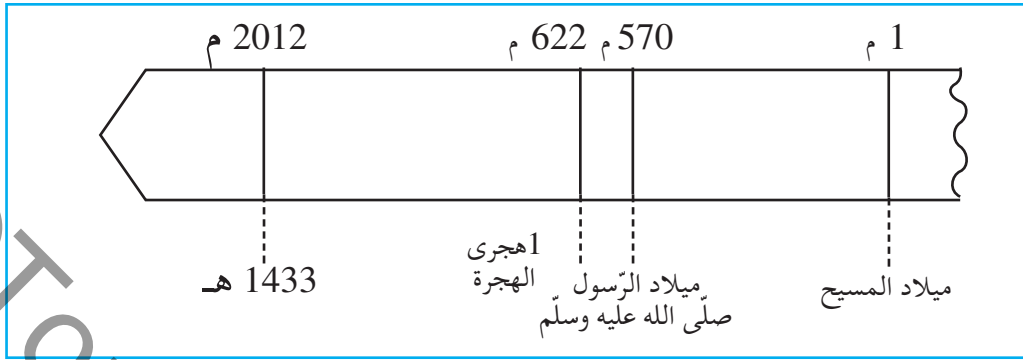 1 م
570 م
622 م
2012 م
ميلاد المسيح
ميلاد الرّسول
صلّى الله عليه وسلّم
1هجرى
الهجرة
1433 هـ